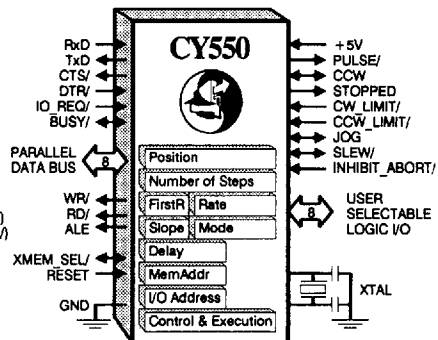 CY550
RxD
TxD
CTS/
DTR/
IO_REQ/
BUSY/
PARALLEL
DATA BUS
8
WR/
RD/
ALE
XMEM_SEL/
RESET
GND
)
/)
Position
Number of Steps
FirstR Rate
Slope Mode
Delay
MemAddr
I/O Address
Control & Execution
+5V
PULSE/
CCW
STOPPED
CW_LIMIT/
CCW_LIMIT/
JOG
SLEW/
INHIBIT_ABORT/
8
USER
SELECTABLE
LOGIC I/O
XTAL